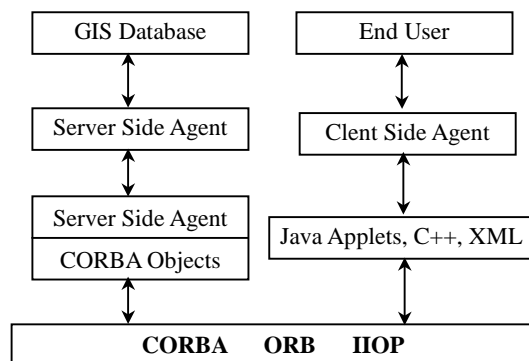 GIS Database
End User
Server Side Agent
Clent Side Agent
Server Side Agent
CORBA Objects
Java Applets, C++, XML
CORBA ORB IIOP